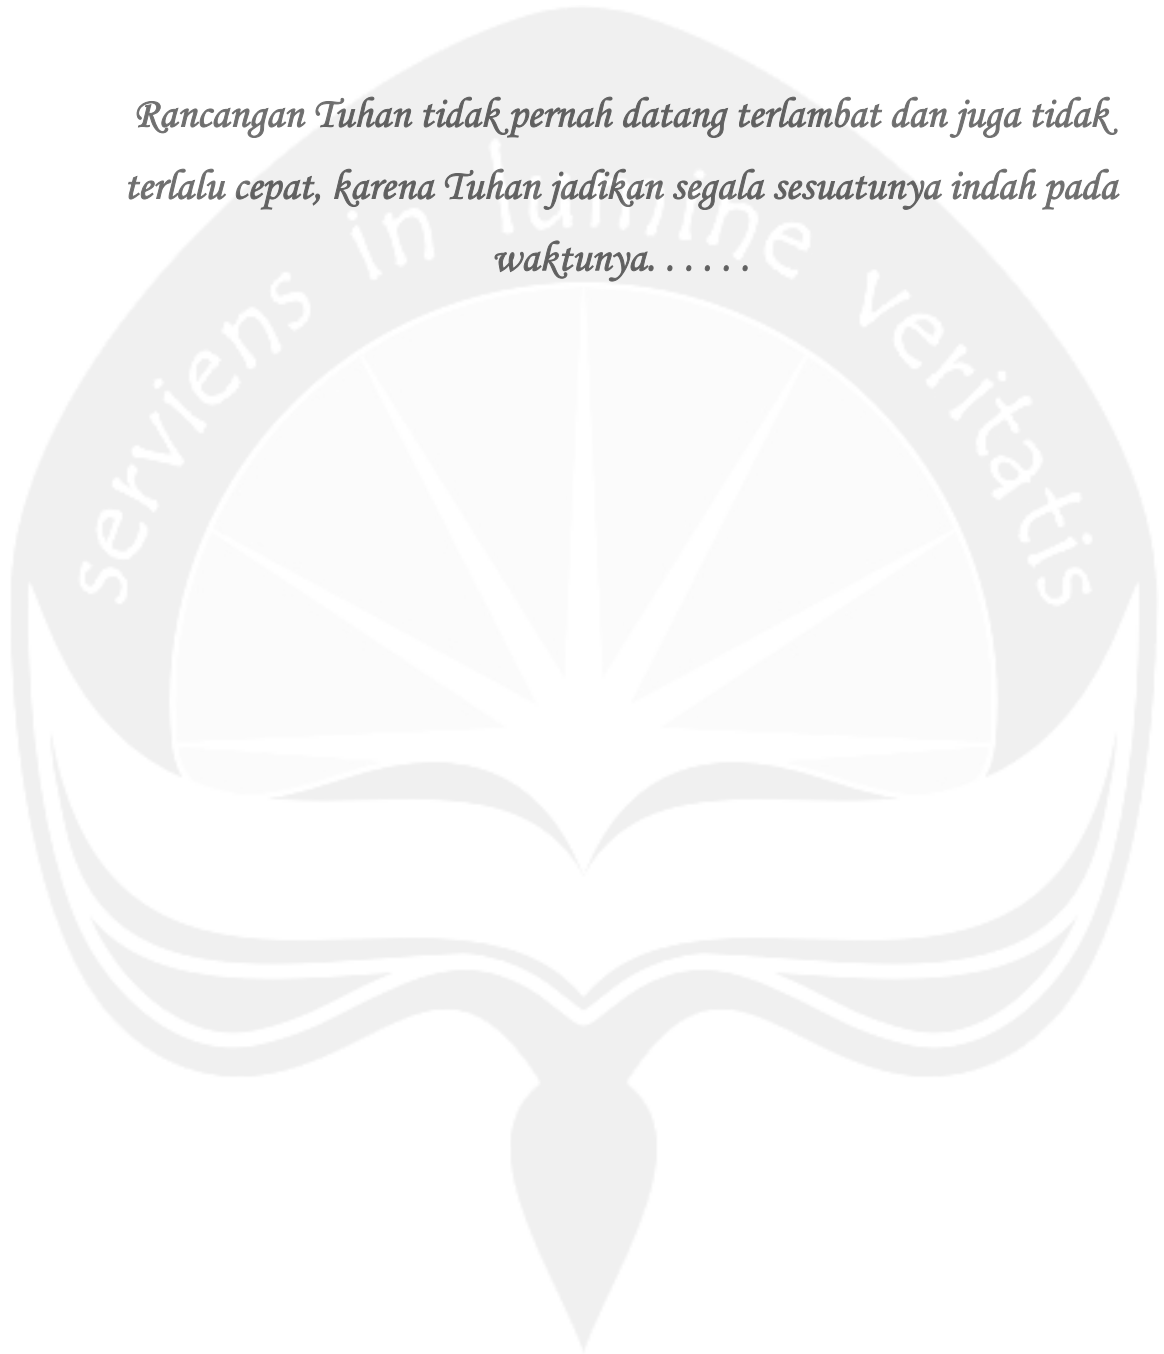 Rancangan Tuhan tidak pernah datang terlambat dan juga tidak
terlalu cepat, karena Tuhan jadikan segala sesuatunya indah pada
waktunya. . . . . .
serviens in lumine veritatis